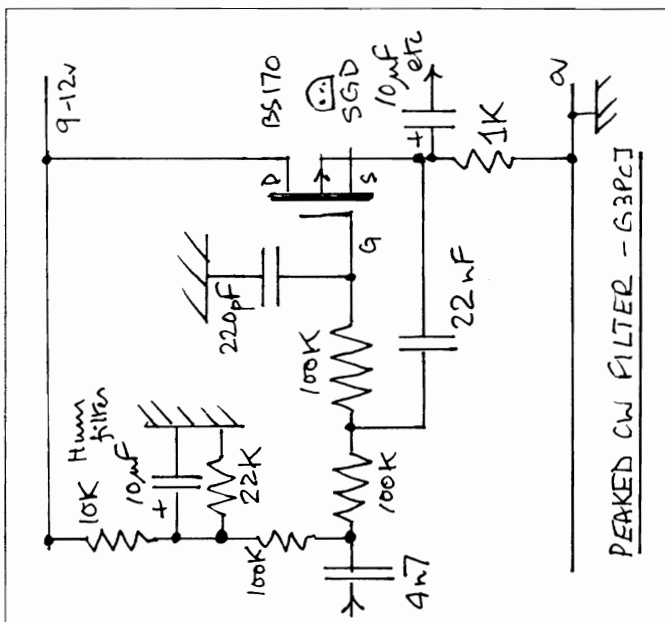 9-12v
BS170
SGD
10µF
etc
D
S
G
+
1K
0V
220pF
100K
22nF
Hum
filter
10K
10µF
+
22K
100K
100K
4n7
PEAKED CW FILTER - G3PCJ